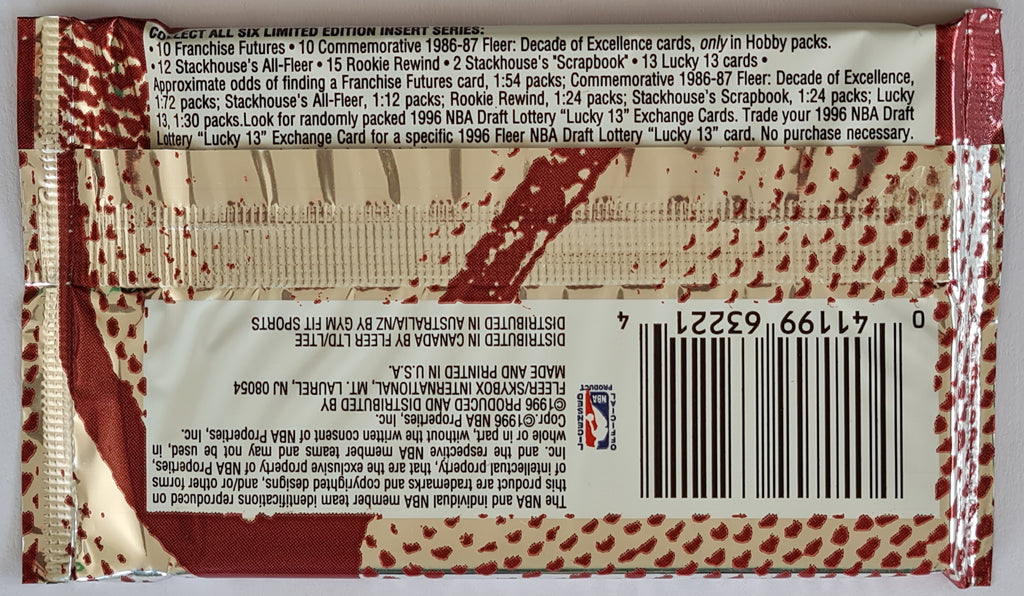 COLLECT ALL SIX LIMITED EDITION INSERT SERIES:
• 10 Franchise Futures • 10 Commemorative 1986-87 Fleer: Decade of Excellence cards, only in Hobby packs.
• 12 Stackhouse's All-Fleer • 15 Rookie Rewind • 2 Stackhouse's "Scrapbook" • 13 Lucky 13 cards •
Approximate odds of finding a Franchise Futures card, 1:54 packs; Commemorative 1986-87 Fleer: Decade of Excellence,
1:72 packs; Stackhouse's All-Fleer, 1:12 packs; Rookie Rewind, 1:24 packs; Stackhouse's Scrapbook, 1:24 packs; Lucky
13, 1:30 packs.Look for randomly packed 1996 NBA Draft Lottery "Lucky 13" Exchange Cards. Trade your 1996 NBA Draft
Lottery "Lucky 13" Exchange Card for a specific 1996 Fleer NBA Draft Lottery "Lucky 13" card. No purchase necessary.
The NBA and individual NBA member team identifications reproduced on
this product are trademarks and copyrighted designs, and/or other forms
of intellectual property, that are the exclusive property of NBA Properties,
Inc. and the respective NBA member teams and may not be used, in
whole or in part, without the written consent of NBA Properties, Inc.
Copr.©1996 NBA Properties, Inc.
©1996 PRODUCED AND DISTRIBUTED BY
FLEER/SKYBOX INTERNATIONAL, MT. LAUREL, NJ 08054
MADE AND PRINTED IN U.S.A.
DISTRIBUTED IN CANADA BY FLEER LTD/LTEE
DISTRIBUTED IN AUSTRALIA/NZ BY GYM FIT SPORTS
OFFICIAL LICENSED
NBA
PRODUCT
0 41199 63221 4